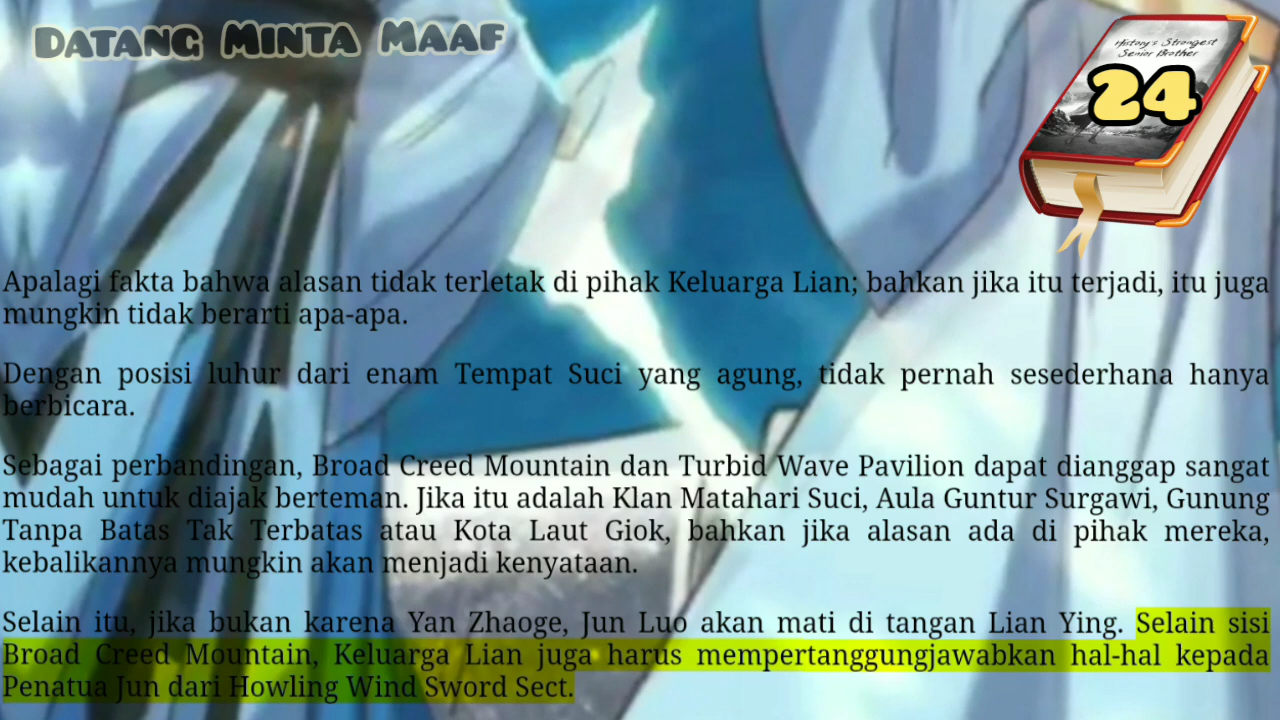 Datang Minta Maaf
History's Strongest
Senior Brother
24
Apalagi fakta bahwa alasan tidak terletak di pihak Keluarga Lian; bahkan jika itu terjadi, itu juga
mungkin tidak berarti apa-apa.
Dengan posisi luhur dari enam Tempat Suci yang agung, tidak pernah sesederhana hanya
berbicara.
Sebagai perbandingan, Broad Creed Mountain dan Turbid Wave Pavilion dapat dianggap sangat
mudah untuk diajak berteman. Jika itu adalah Klan Matahari Suci, Aula Guntur Surgawi, Gunung
Tanpa Batas Tak Terbatas atau Kota Laut Giok, bahkan jika alasan ada di pihak mereka,
kebalikannya mungkin akan menjadi kenyataan.
Selain itu, jika bukan karena Yan Zhaoge, Jun Luo akan mati di tangan Lian Ying. Selain sisi
Broad Creed Mountain, Keluarga Lian juga harus mempertanggungjawabkan hal-hal kepada
Penatua Jun dari Howling Wind Sword Sect.